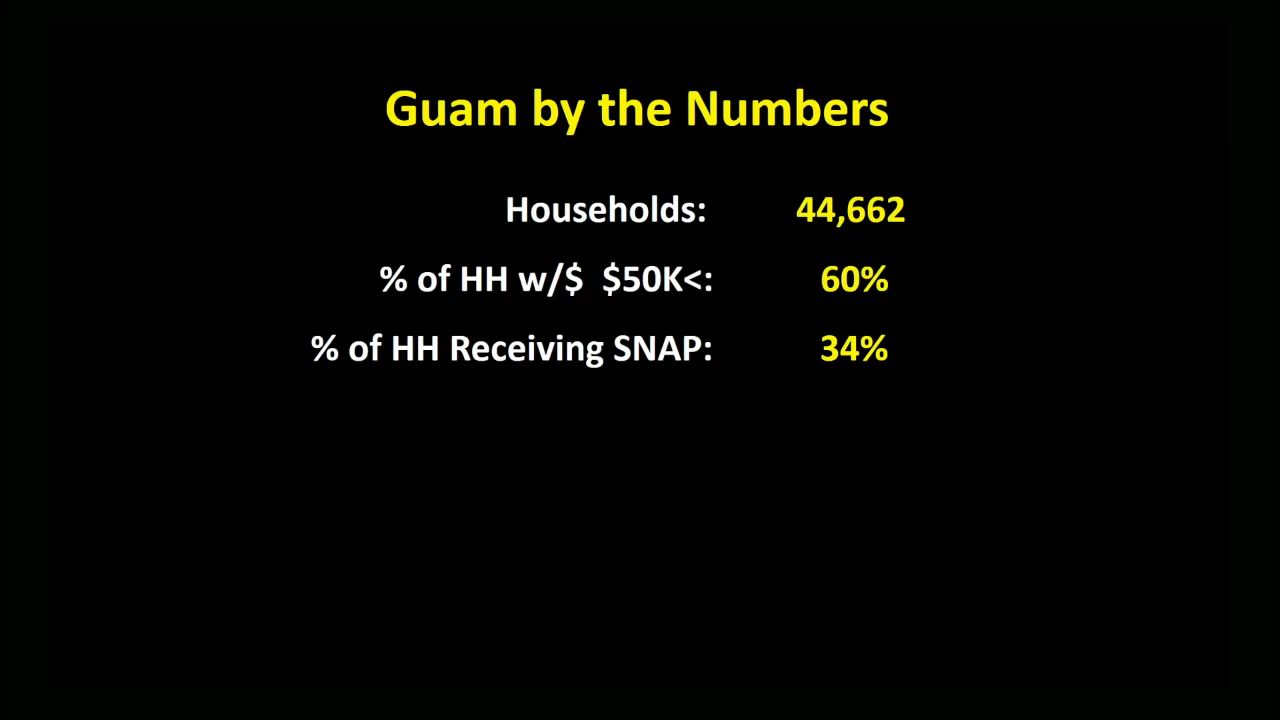 Guam by the Numbers
Households: 44,662
% of HH w/$ $50K<: 60%
% of HH Receiving SNAP: 34%